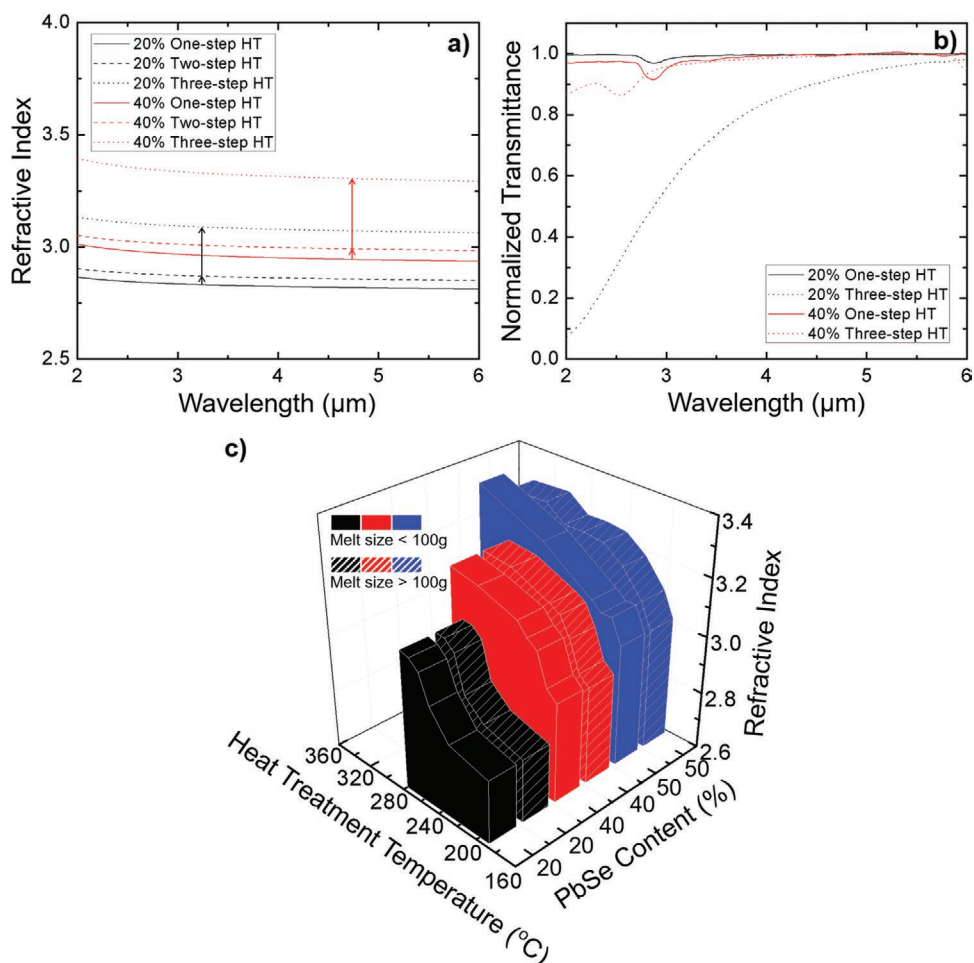 a)
4.0
3.5
3.0
2.5
Refractive Index
20% One-step HT
20% Two-step HT
20% Three-step HT
40% One-step HT
40% Two-step HT
40% Three-step HT
2 3 4 5 6
Wavelength (µm)
b)
1.0
0.8
0.6
0.4
0.2
0.0
Normalized Transmittance
20% One-step HT
20% Three-step HT
40% One-step HT
40% Three-step HT
2 3 4 5 6
Wavelength (µm)
c)
Melt size < 100g
Melt size > 100g
3.4
3.2
3.0
2.8
2.6
Refractive Index
360
320
280
240
200
160
Heat Treatment Temperature (°C)
20
20
40
40
50
50
PbSe Content (%)